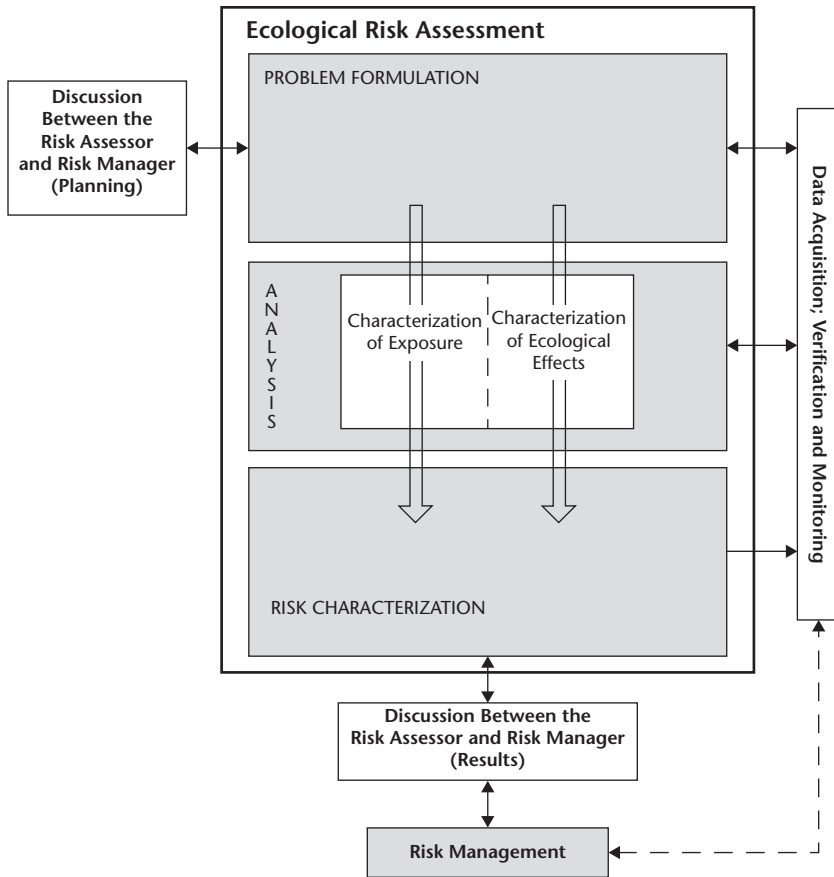 Ecological Risk Assessment
PROBLEM FORMULATION
Discussion
Between the
Risk Assessor
and Risk Manager
(Planning)
Data Acquisition; Verification and Monitoring
ANALYSIS
Characterization
of Exposure
Characterization
of Ecological
Effects
RISK CHARACTERIZATION
Discussion Between the
Risk Assessor and Risk Manager
(Results)
Risk Management